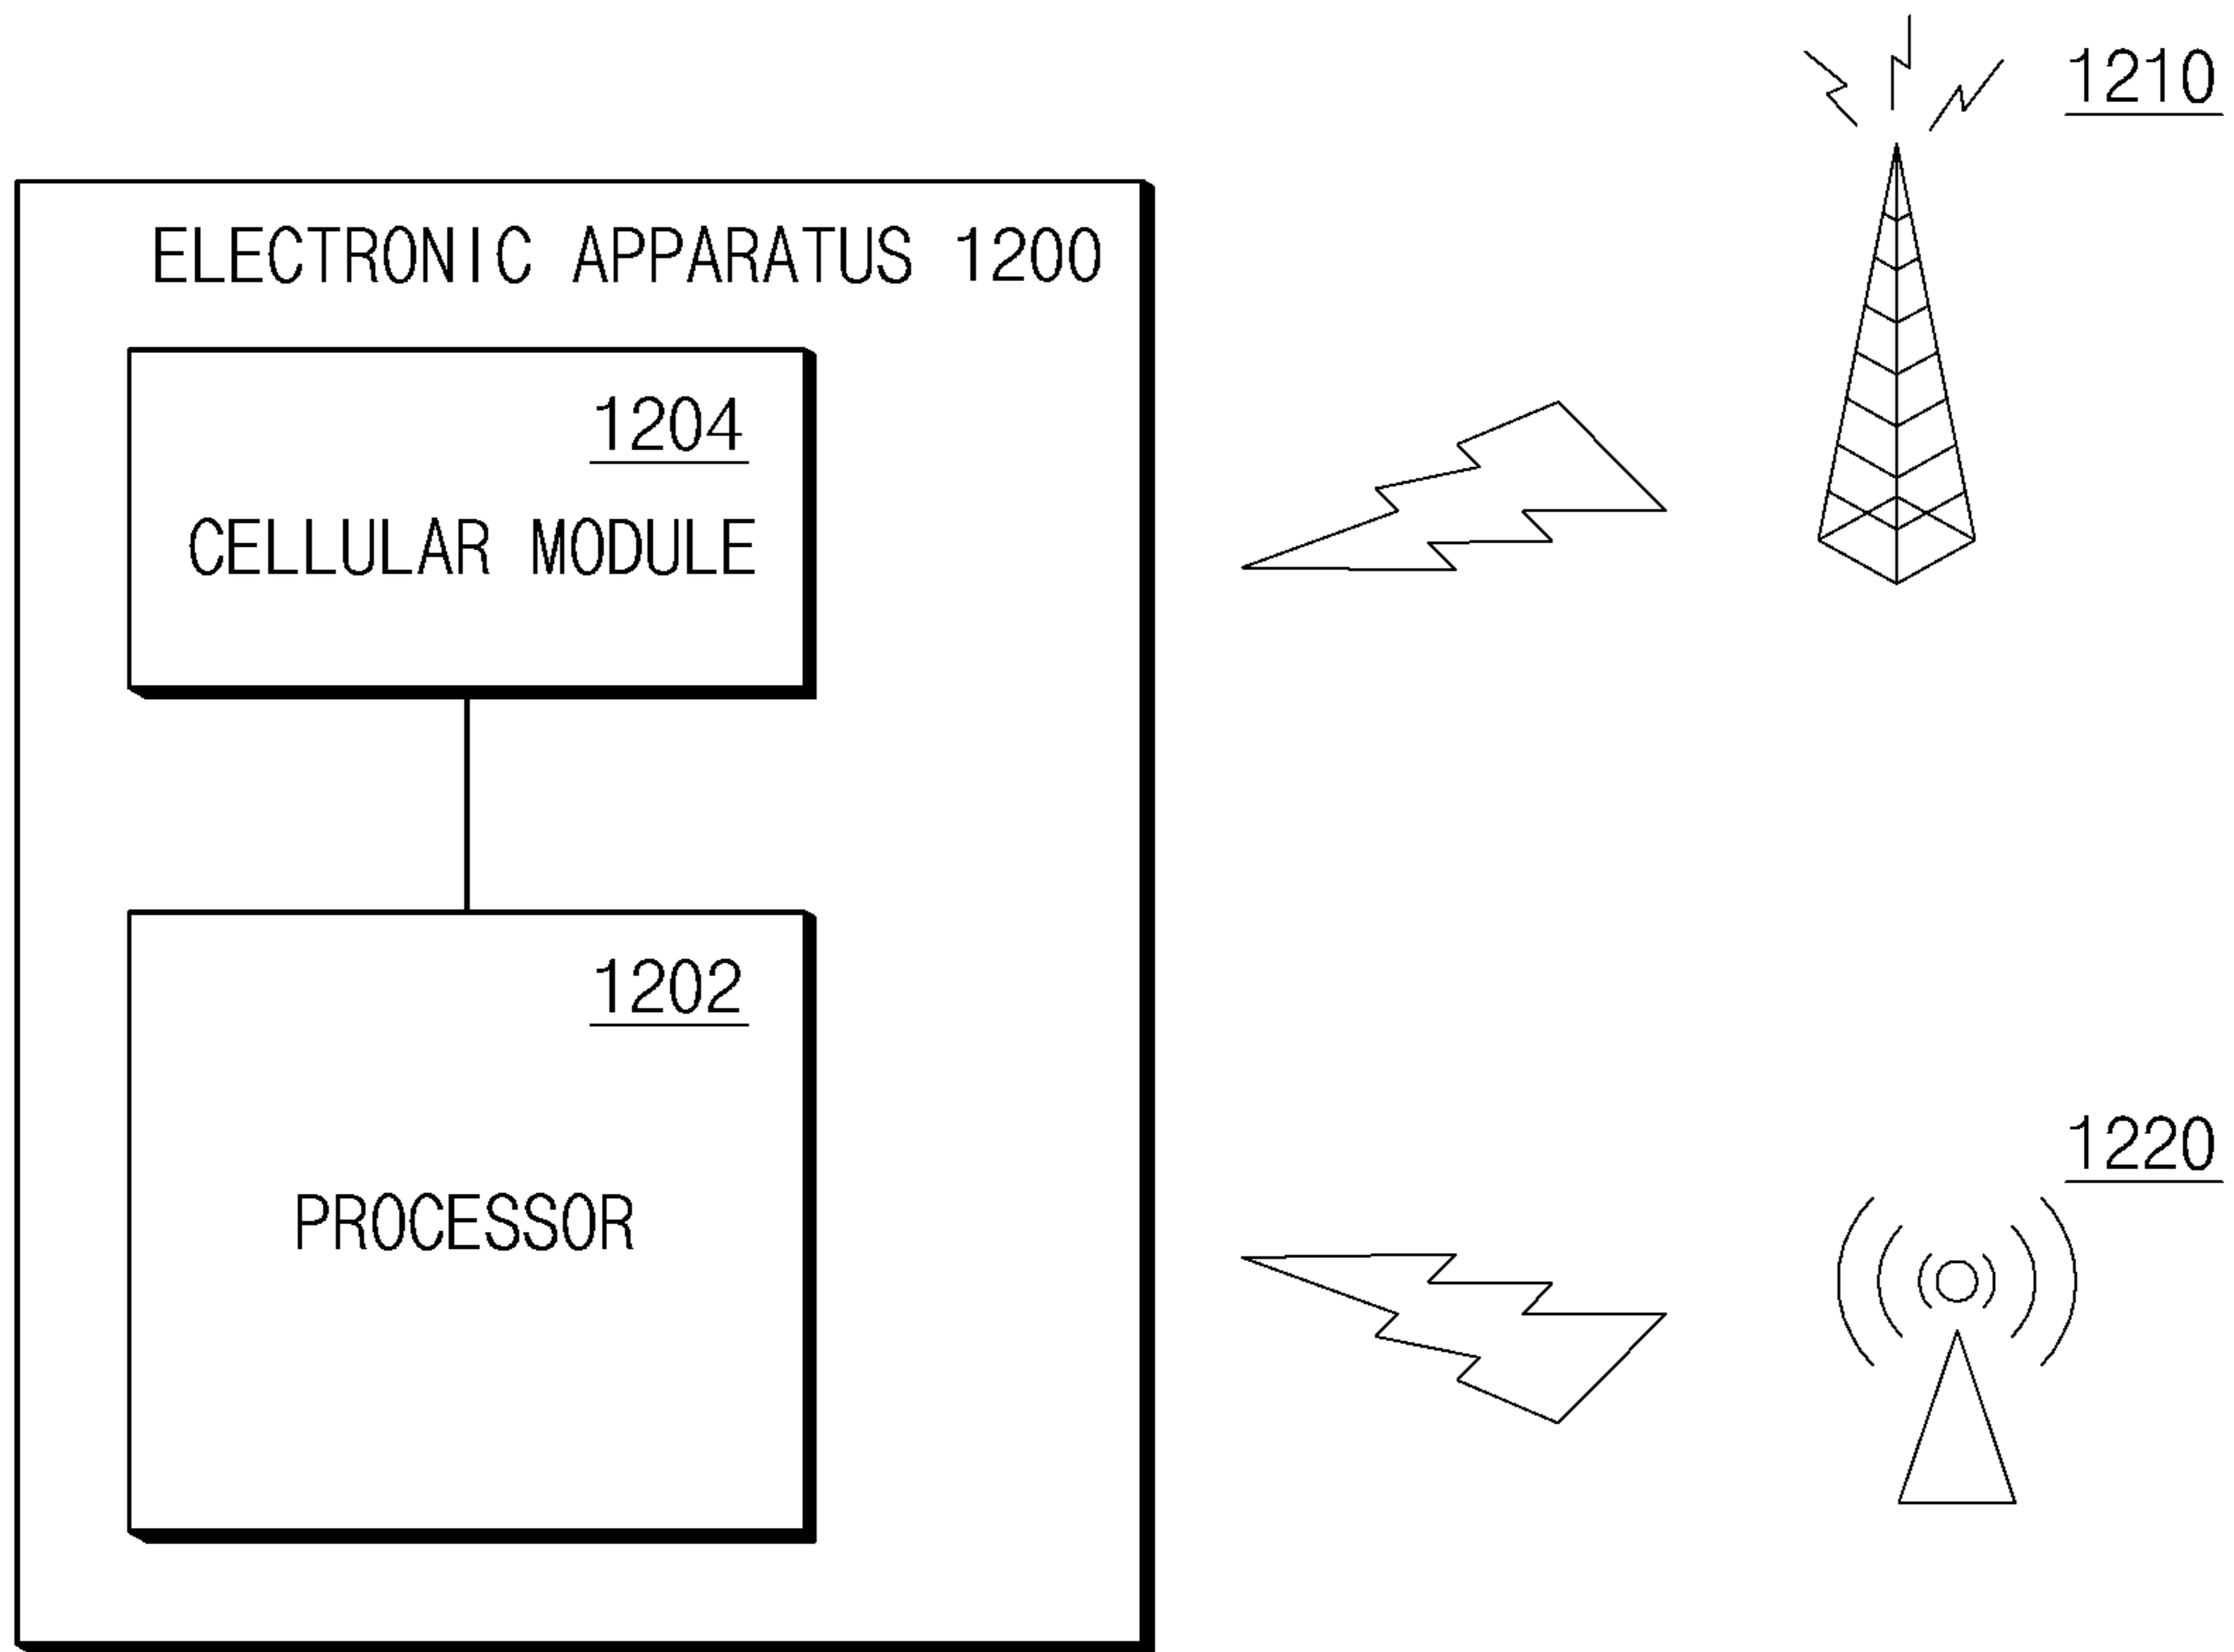 1210
ELECTRONIC APPARATUS 1200
1204
CELLULAR MODULE
1202
PROCESSOR
1220